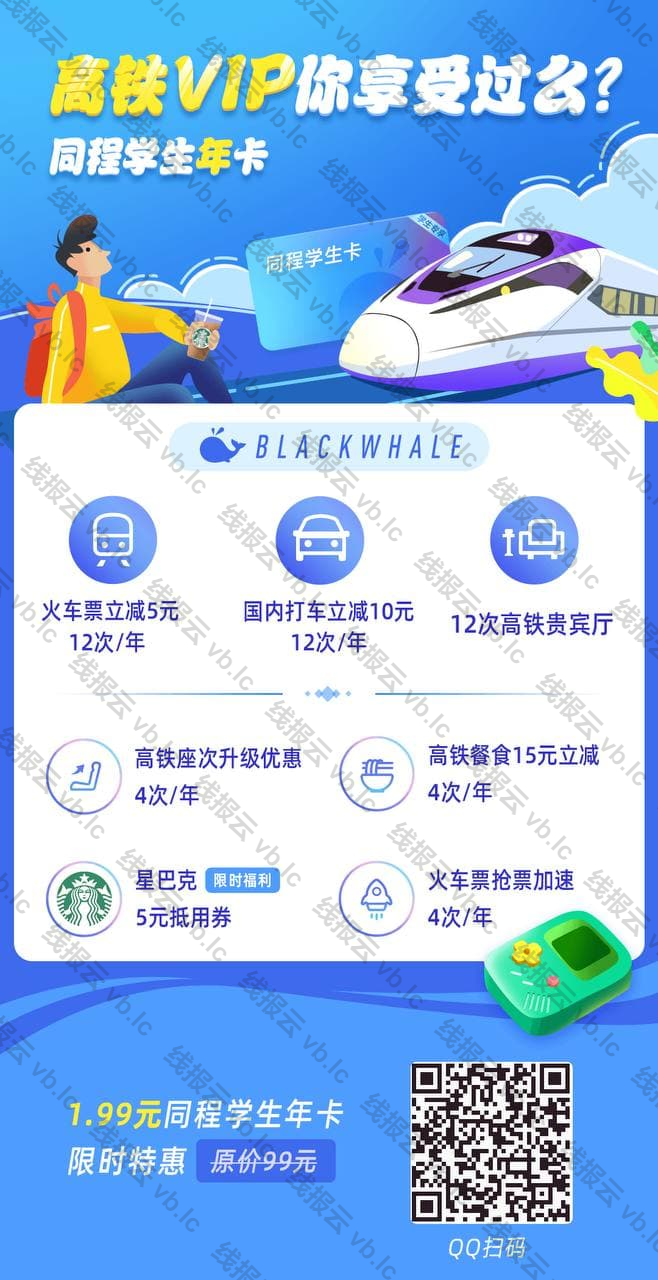 高铁VIP你享受过么?
同程学生年卡
学生专享
同程学生卡
BLACKWHALE
火车票立减5元
12次/年
国内打车立减10元
12次/年
12次高铁贵宾厅
高铁座次升级优惠
4次/年
高铁餐食15元立减
4次/年
星巴克 限时福利
5元抵用券
火车票抢票加速
4次/年
1.99元同程学生年卡
限时特惠 原价99元
QQ扫码
线报云 vb.lc